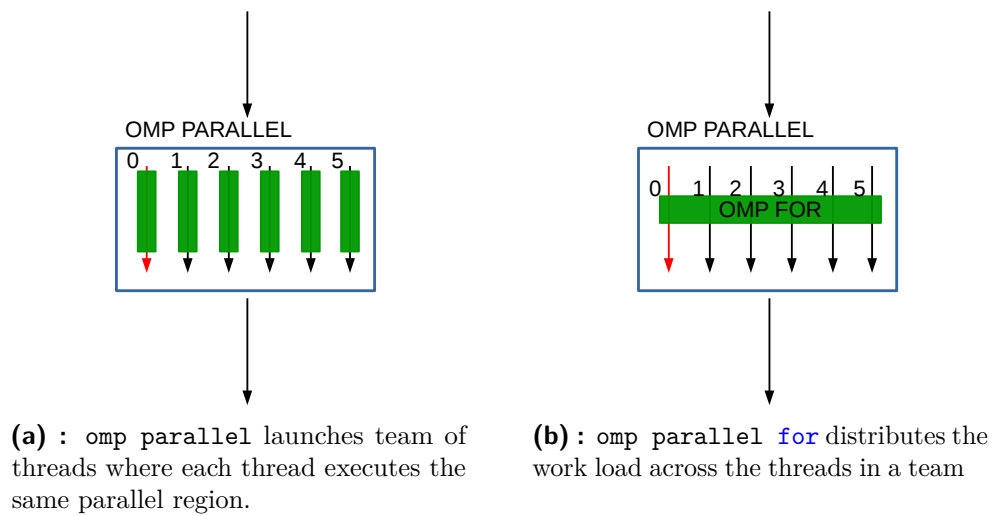 OMP PARALLEL
0 1 2 3 4 5
(a) : omp parallel launches team of
threads where each thread executes the
same parallel region.
OMP PARALLEL
0 1 2 3 4 5
OMP FOR
(b) : omp parallel for distributes the
work load across the threads in a team